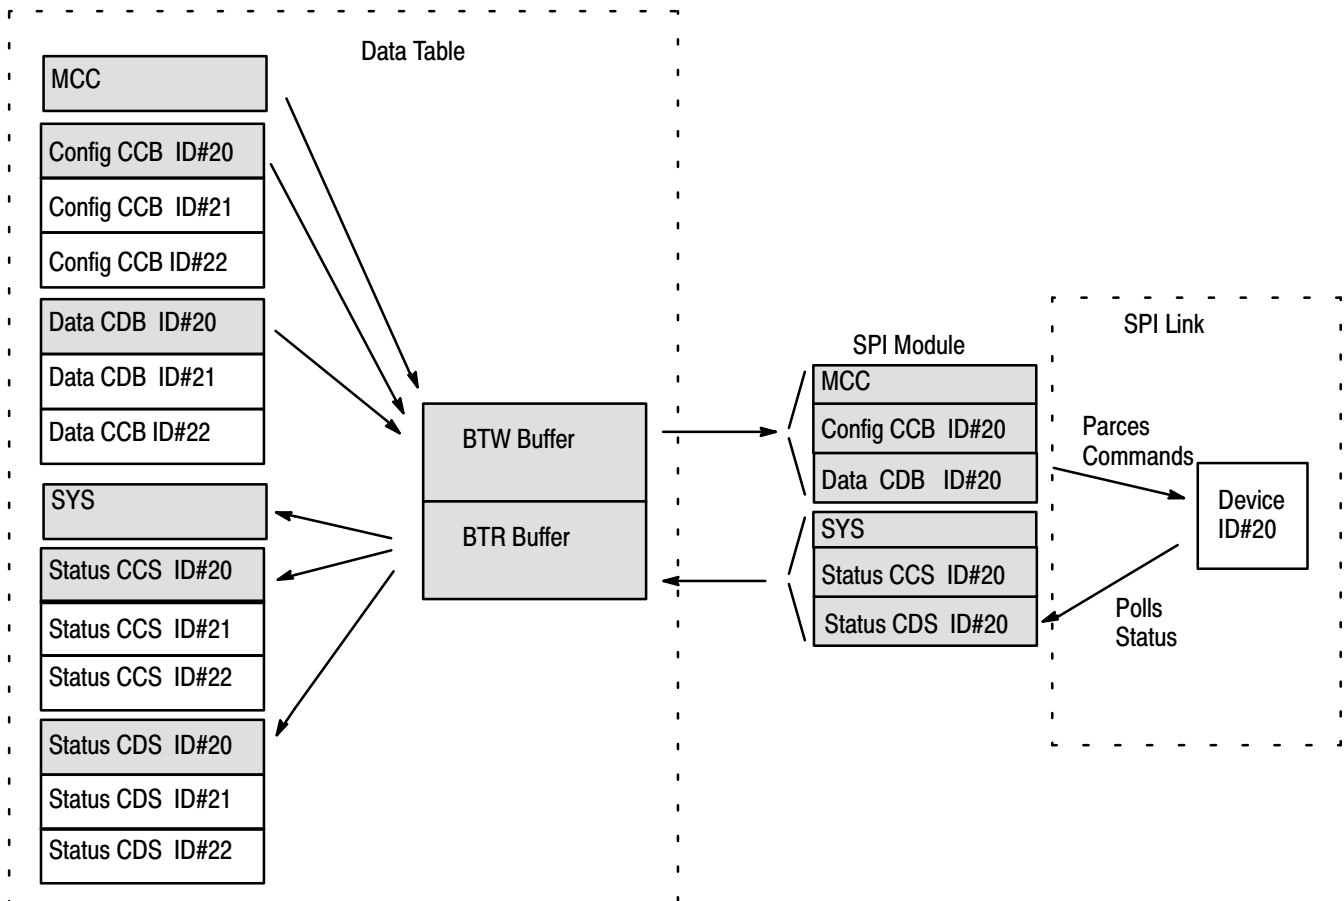 Data Table
MCC
Config CCB ID#20
Config CCB ID#21
Config CCB ID#22
Data CDB ID#20
Data CDB ID#21
Data CCB ID#22
SYS
Status CCS ID#20
Status CCS ID#21
Status CCS ID#22
Status CDS ID#20
Status CDS ID#21
Status CDS ID#22
BTW Buffer
BTR Buffer
SPI Module
MCC
Config CCB ID#20
Data CDB ID#20
SYS
Status CCS ID#20
Status CDS ID#20
SPI Link
Parces
Commands
Device
ID#20
Polls
Status